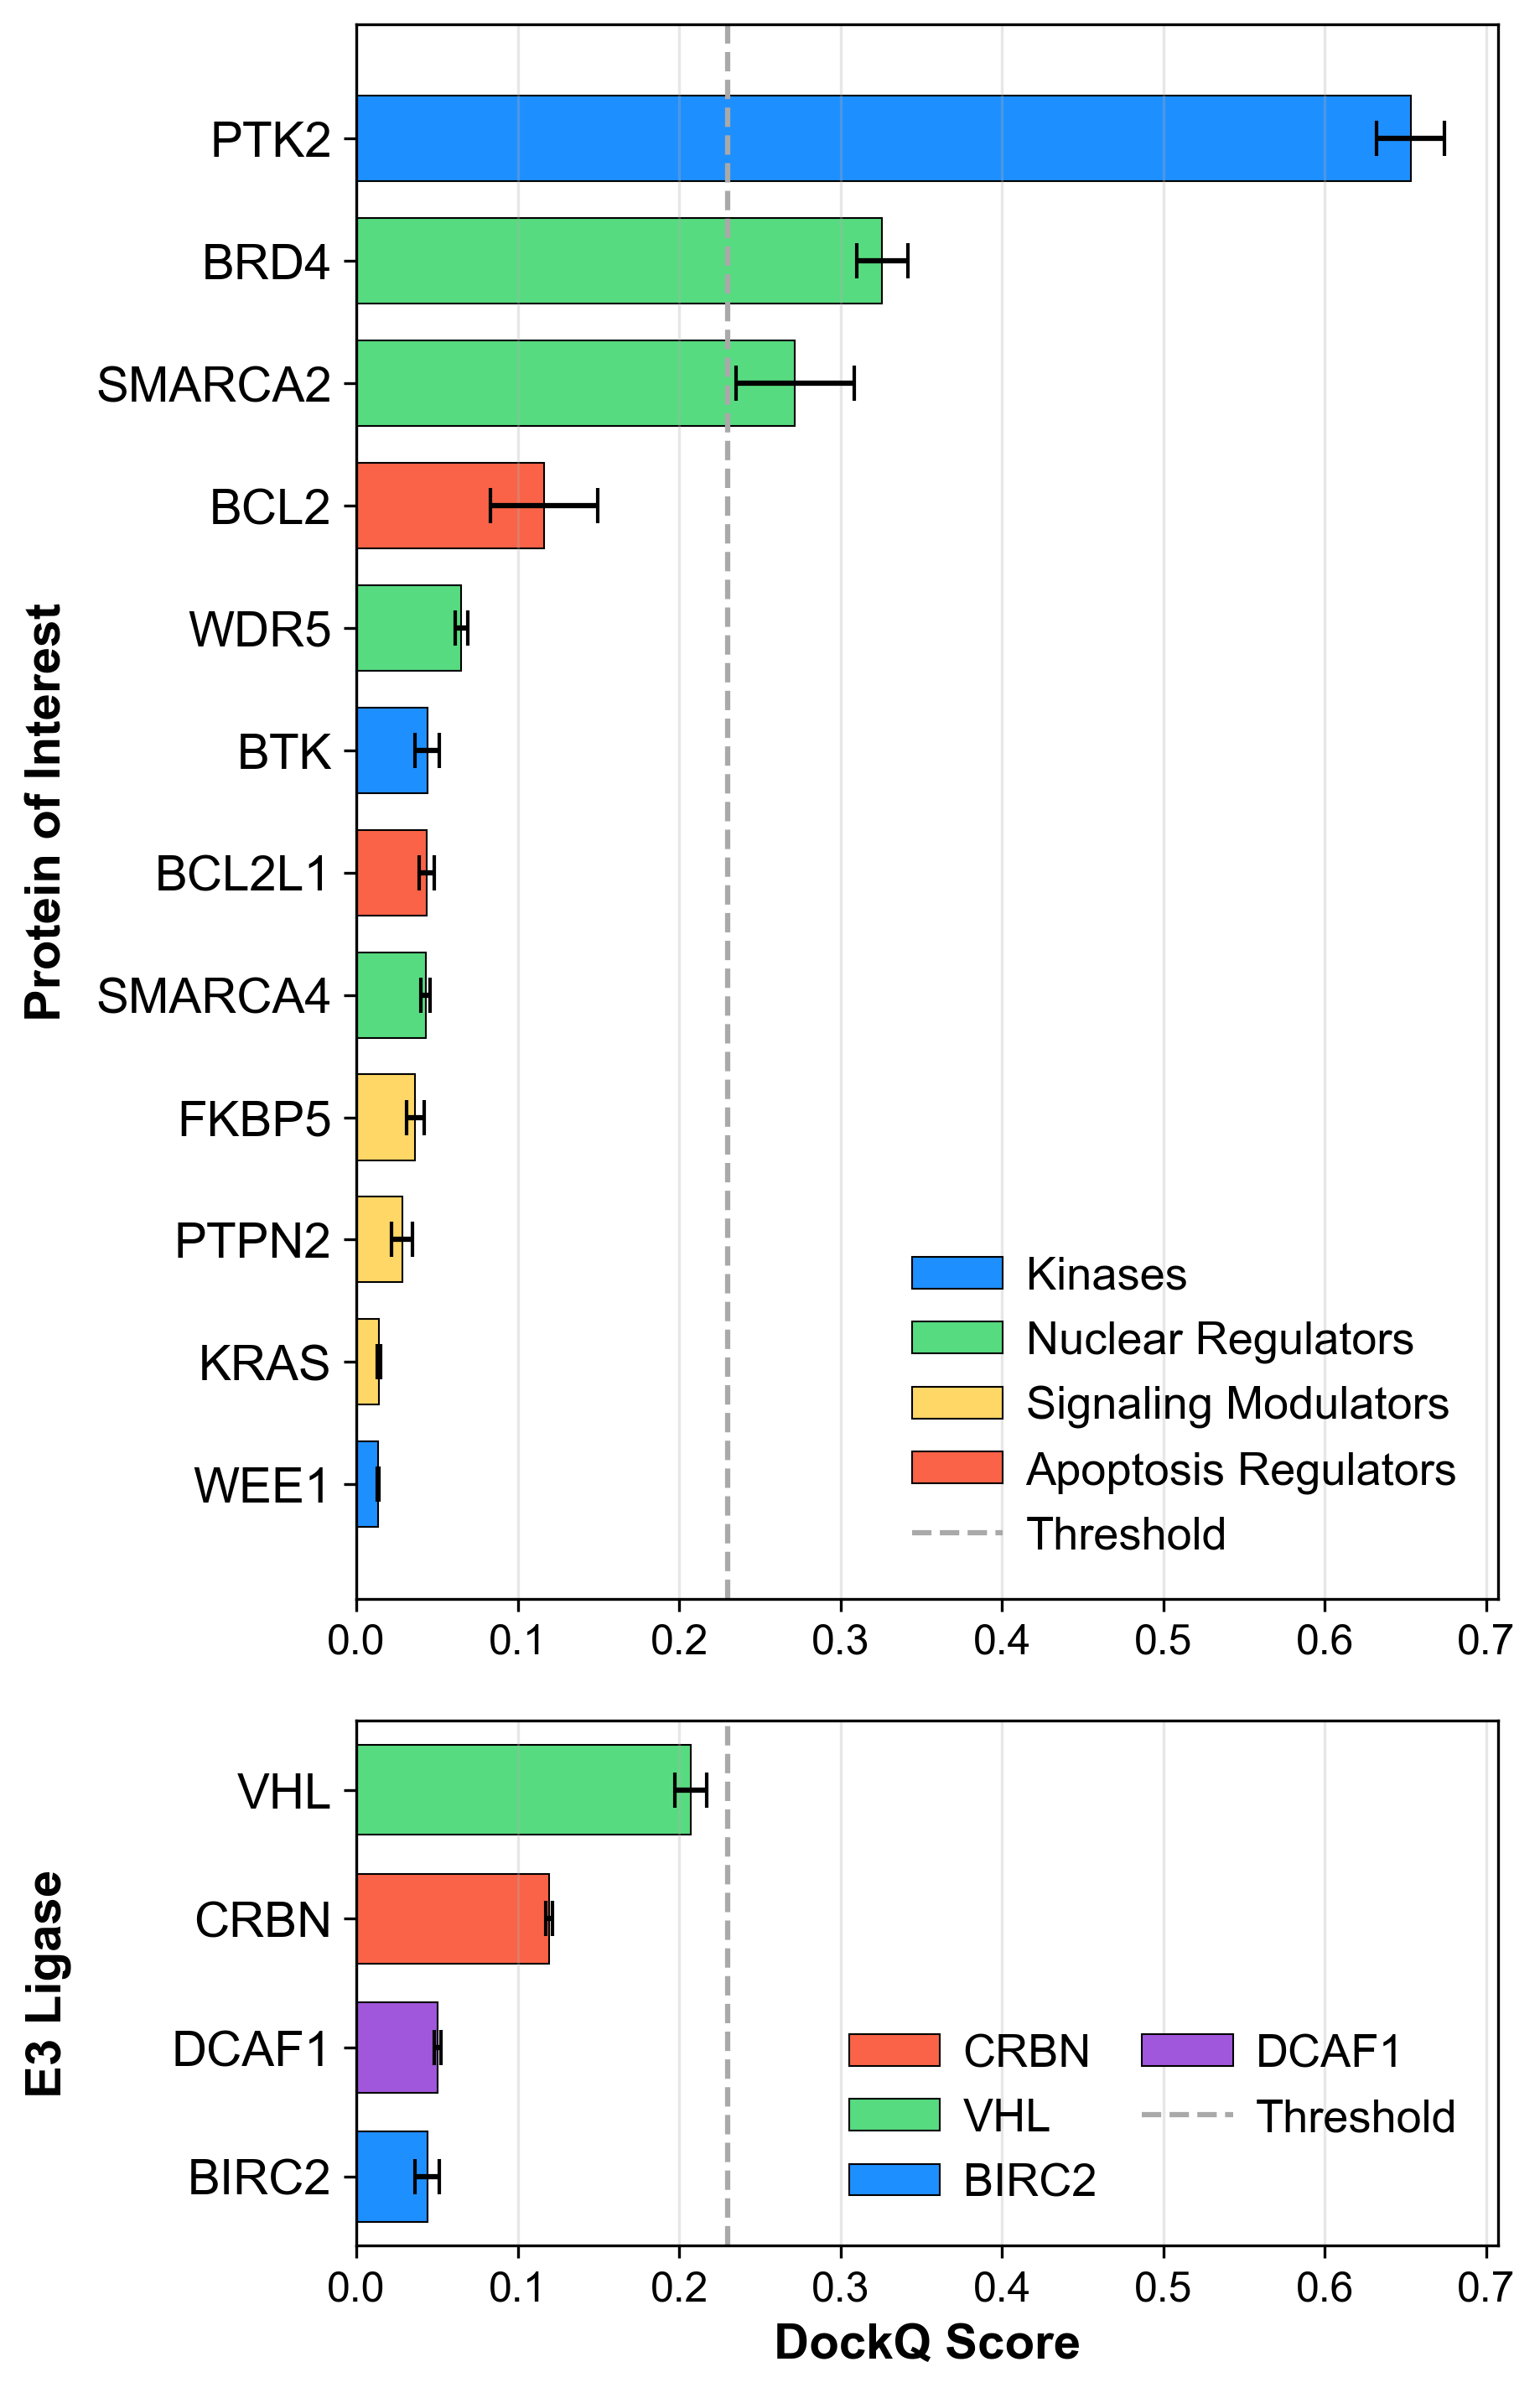 Protein of Interest
PTK2
BRD4
SMARCA2
BCL2
WDR5
BTK
BCL2L1
SMARCA4
FKBP5
PTPN2
KRAS
WEE1
Kinases
Nuclear Regulators
Signaling Modulators
Apoptosis Regulators
Threshold
0.0 0.1 0.2 0.3 0.4 0.5 0.6 0.7
E3 Ligase
VHL
CRBN
DCAF1
BIRC2
CRBN DCAF1
VHL Threshold
BIRC2
0.0 0.1 0.2 0.3 0.4 0.5 0.6 0.7
DockQ Score